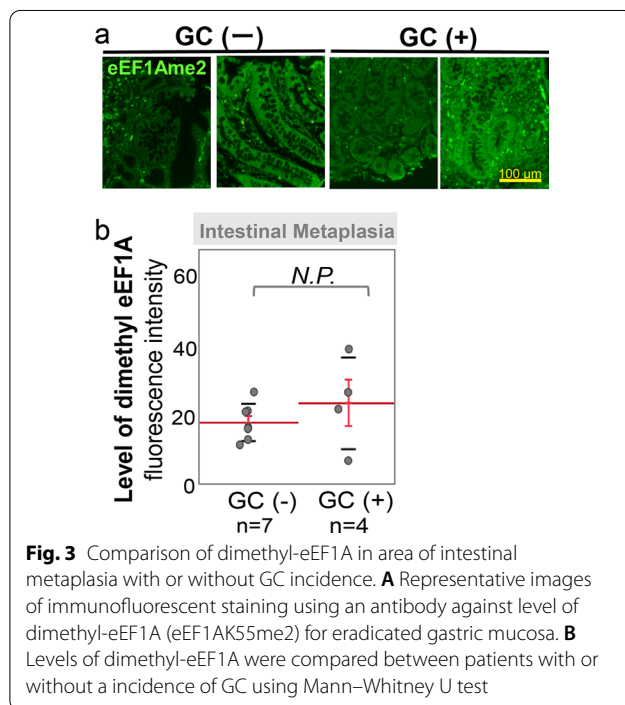 a
GC (—) GC (+)
eEF1Ame2
100 µm
b
Intestinal Metaplasia
Level of dimethyl eEF1A
fluorescence intensity
60
40
20
0
N.P.
GC (-) GC (+)
n=7 n=4
Fig. 3 Comparison of dimethyl-eEF1A in area of intestinal
metaplasia with or without GC incidence. A Representative images
of immunofluorescent staining using an antibody against level of
dimethyl-eEF1A (eEF1AK55me2) for eradicated gastric mucosa. B
Levels of dimethyl-eEF1A were compared between patients with or
without a incidence of GC using Mann–Whitney U test